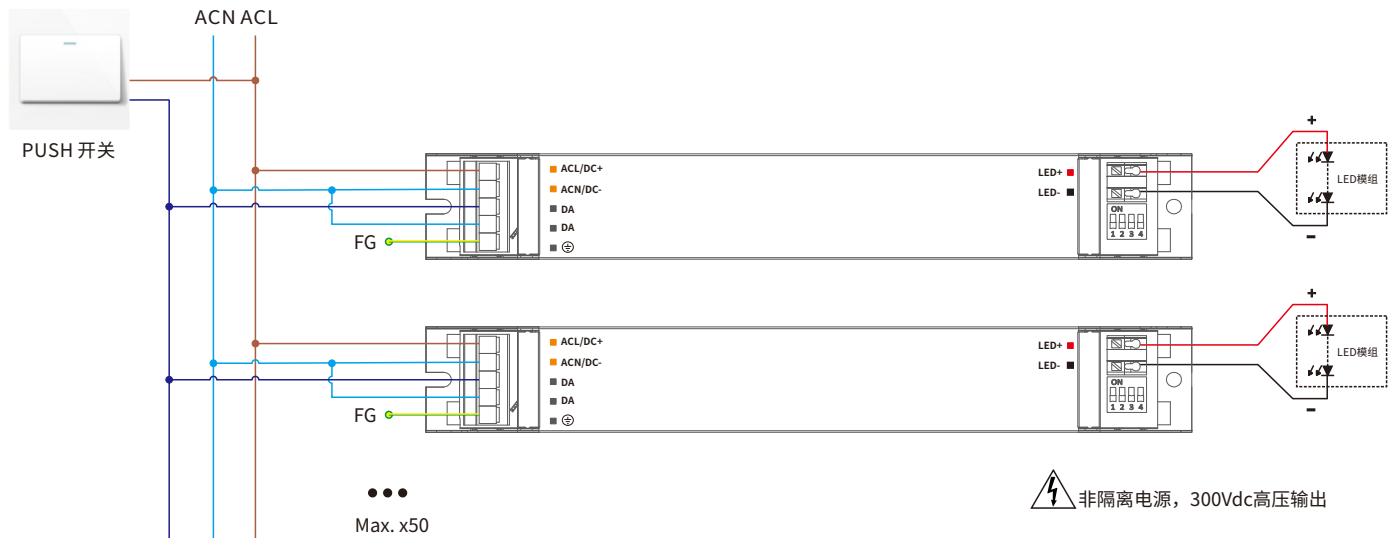 ACN ACL
PUSH 开关
ACL/DC+
ACN/DC-
DA
DA
FG
LED+
LED-
ON
1 2 3 4
+
LED模组
-
ACL/DC+
ACN/DC-
DA
DA
FG
LED+
LED-
ON
1 2 3 4
+
LED模组
-
Max. x50
非隔离电源，300Vdc高压输出